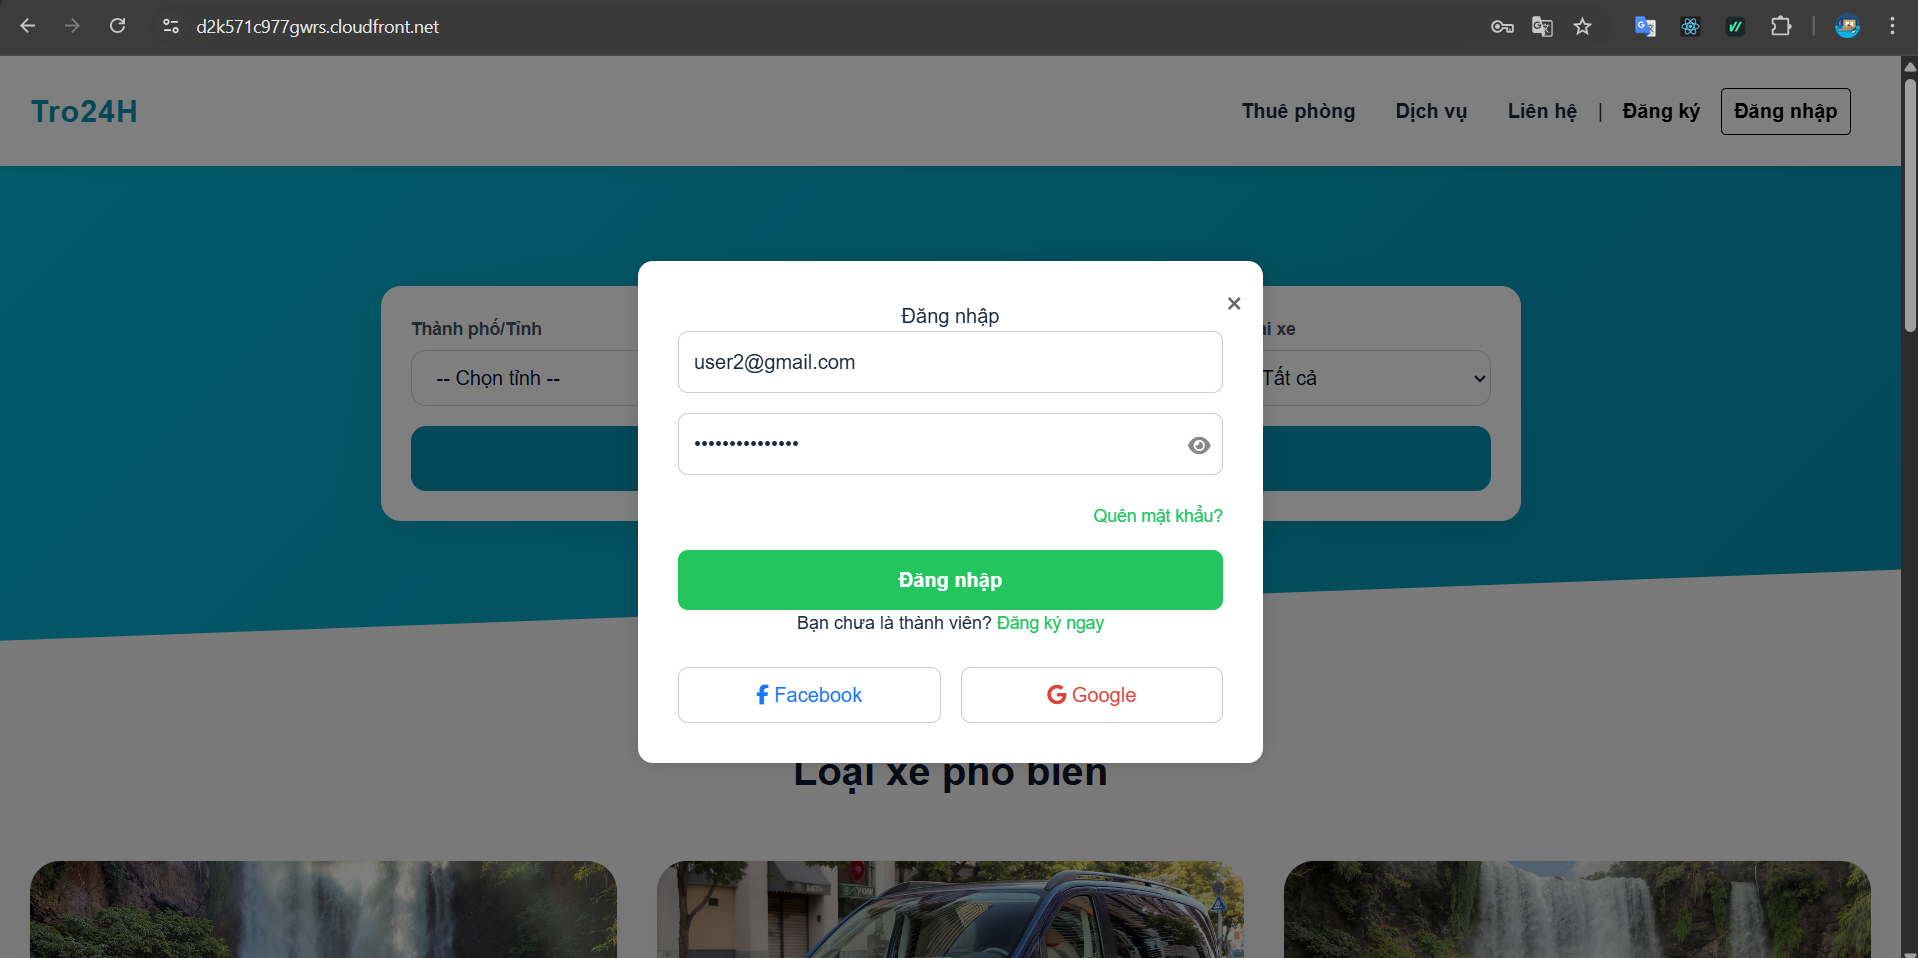 d2k571c977gwrs.cloudfront.net
Tro24H
Thuê phòng Dịch vụ Liên hệ | Đăng ký Đăng nhập
Đăng nhập
Thành phố/Tỉnh
xe
user2@gmail.com
-- Chọn tỉnh --
Tất cả
•••••••••••••••
Quên mật khẩu?
Đăng nhập
Bạn chưa là thành viên? Đăng ký ngay
Facebook
Google
Loại xe phổ biến